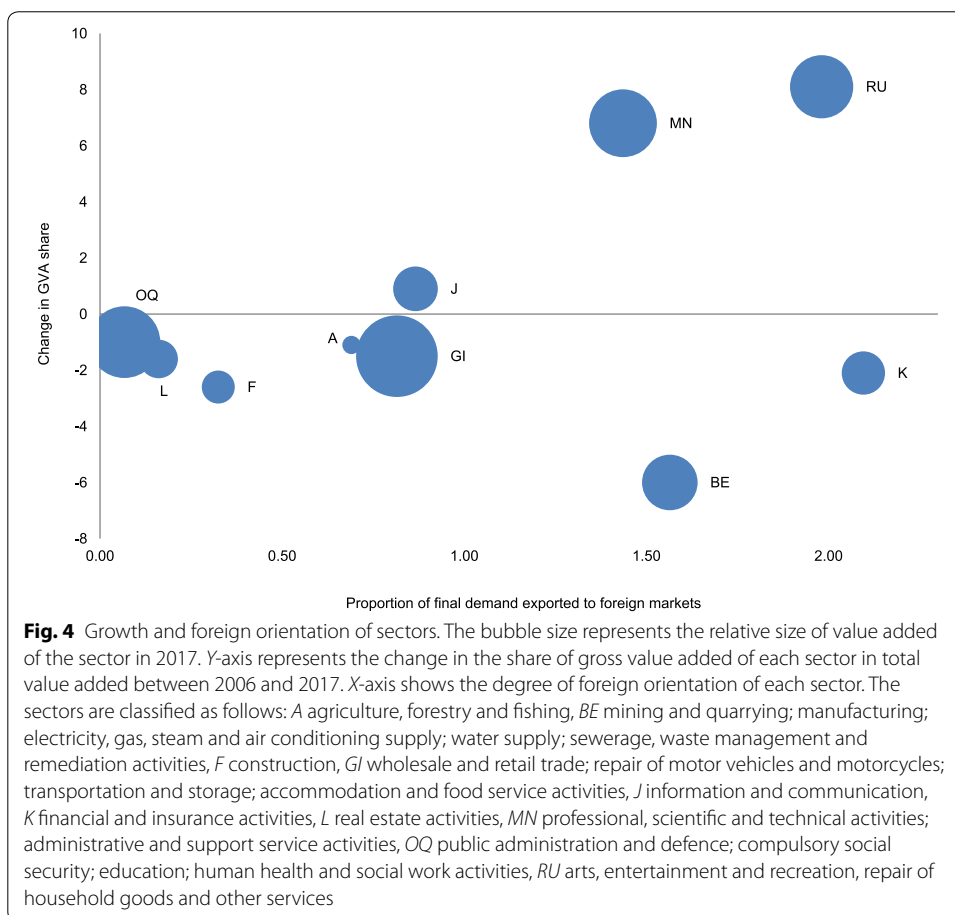 10
8
6
4
2
0
-2
-4
-6
-8
Change in GVA share
RU
MN
J
OQ
A
GI
L
F
K
BE
0.00 0.50 1.00 1.50 2.00
Proportion of final demand exported to foreign markets
Fig. 4 Growth and foreign orientation of sectors. The bubble size represents the relative size of value added
of the sector in 2017. Y-axis represents the change in the share of gross value added of each sector in total
value added between 2006 and 2017. X-axis shows the degree of foreign orientation of each sector. The
sectors are classified as follows: A agriculture, forestry and fishing, BE mining and quarrying; manufacturing;
electricity, gas, steam and air conditioning supply; water supply; sewerage, waste management and
remediation activities, F construction, GI wholesale and retail trade; repair of motor vehicles and motorcycles;
transportation and storage; accommodation and food service activities, J information and communication,
K financial and insurance activities, L real estate activities, MN professional, scientific and technical activities;
administrative and support service activities, OQ public administration and defence; compulsory social
security; education; human health and social work activities, RU arts, entertainment and recreation, repair of
household goods and other services